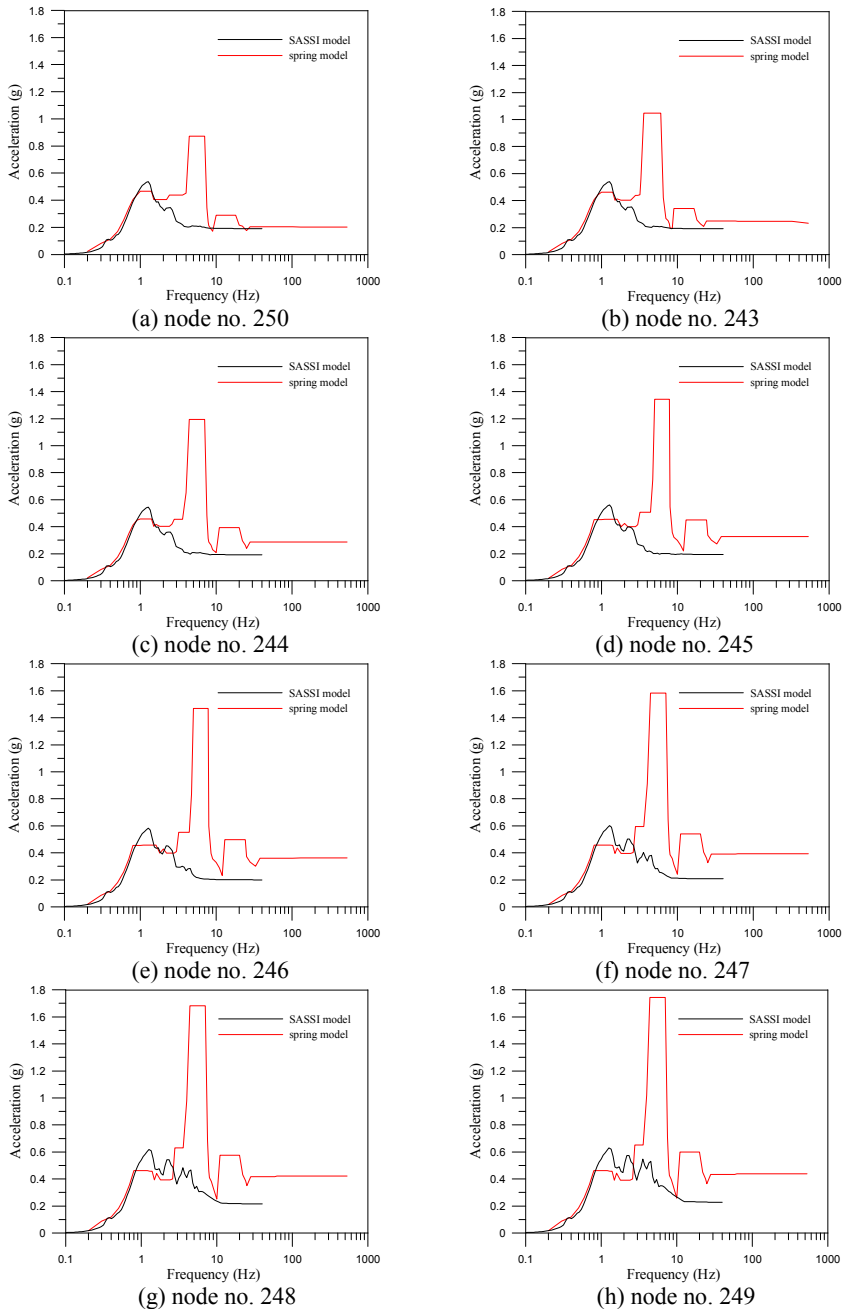 Acceleration (g)
1.8
1.6
1.4
1.2
1
0.8
0.6
0.4
0.2
0
SASSI model
spring model
0.1 1 10 100 1000
Frequency (Hz)
(a) node no. 250
Acceleration (g)
1.8
1.6
1.4
1.2
1
0.8
0.6
0.4
0.2
0
SASSI model
spring model
0.1 1 10 100 1000
Frequency (Hz)
(b) node no. 243
Acceleration (g)
1.8
1.6
1.4
1.2
1
0.8
0.6
0.4
0.2
0
SASSI model
spring model
0.1 1 10 100 1000
Frequency (Hz)
(c) node no. 244
Acceleration (g)
1.8
1.6
1.4
1.2
1
0.8
0.6
0.4
0.2
0
SASSI model
spring model
0.1 1 10 100 1000
Frequency (Hz)
(d) node no. 245
Acceleration (g)
1.8
1.6
1.4
1.2
1
0.8
0.6
0.4
0.2
0
SASSI model
spring model
0.1 1 10 100 1000
Frequency (Hz)
(e) node no. 246
Acceleration (g)
1.8
1.6
1.4
1.2
1
0.8
0.6
0.4
0.2
0
SASSI model
spring model
0.1 1 10 100 1000
Frequency (Hz)
(f) node no. 247
Acceleration (g)
1.8
1.6
1.4
1.2
1
0.8
0.6
0.4
0.2
0
SASSI model
spring model
0.1 1 10 100 1000
Frequency (Hz)
(g) node no. 248
Acceleration (g)
1.8
1.6
1.4
1.2
1
0.8
0.6
0.4
0.2
0
SASSI model
spring model
0.1 1 10 100 1000
Frequency (Hz)
(h) node no. 249